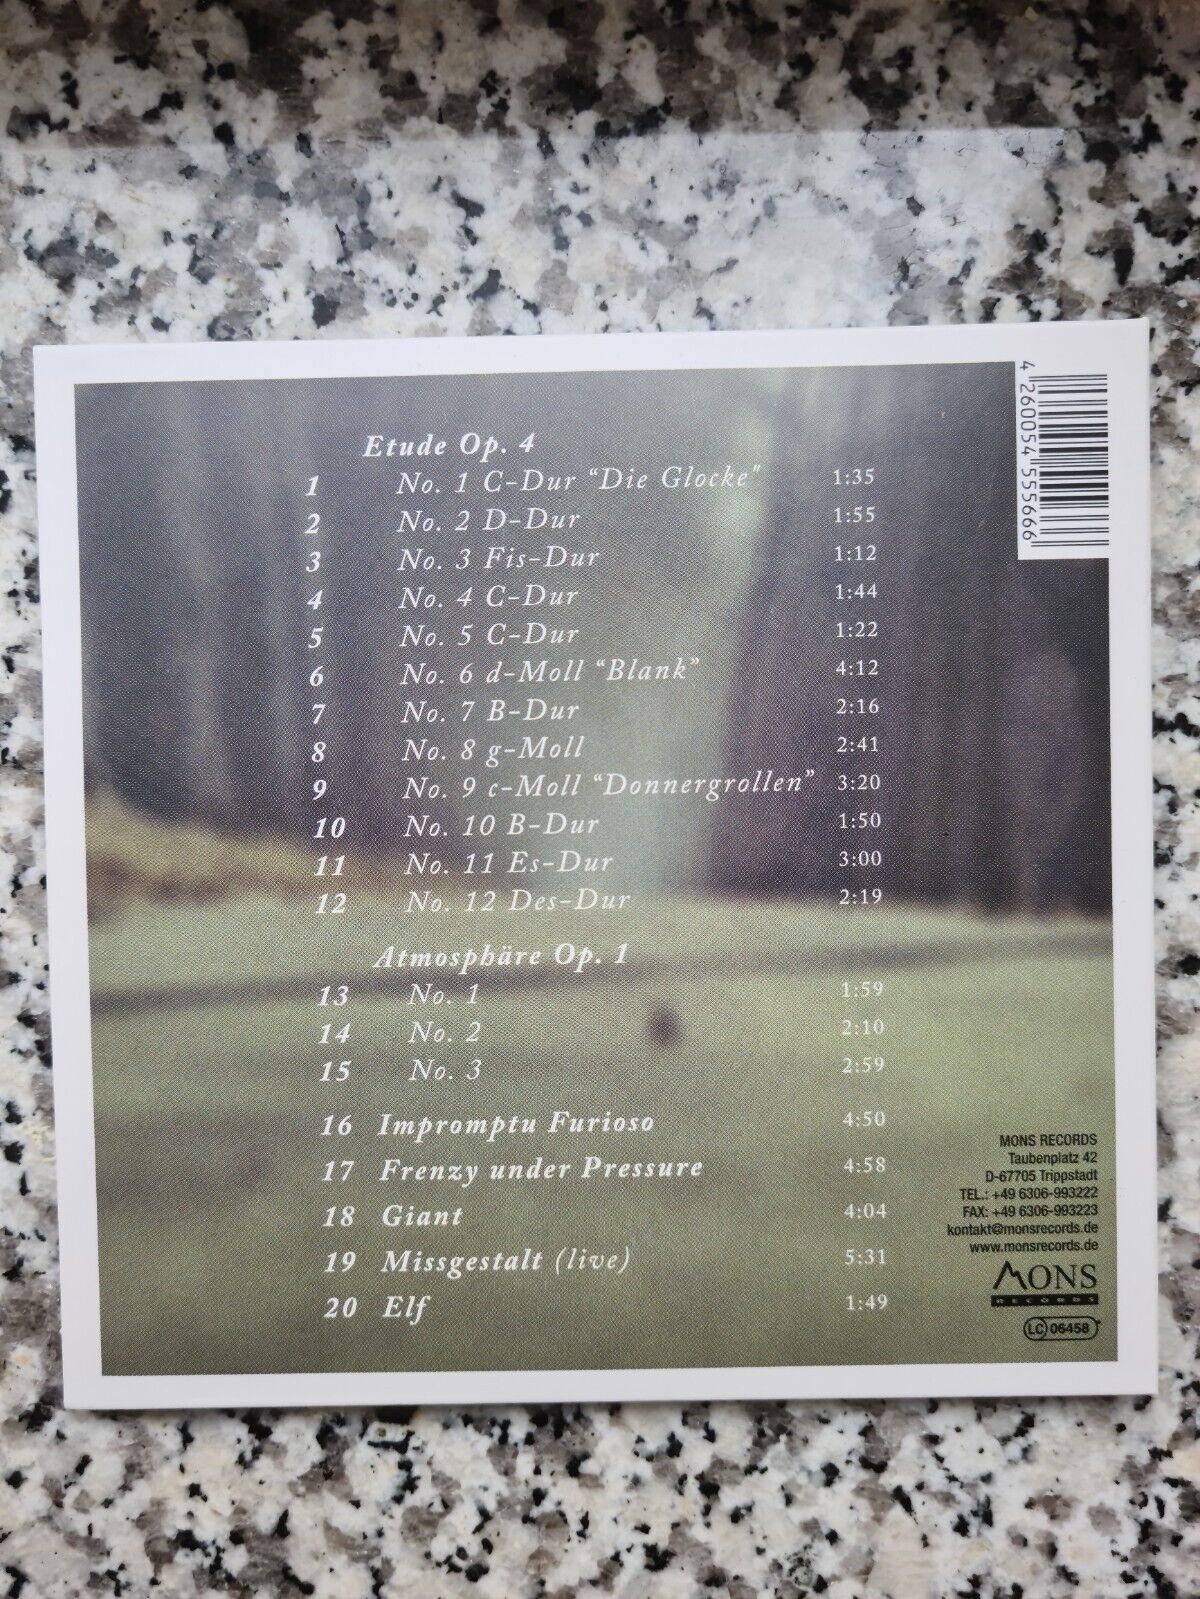 4 260054 555666
Etude Op. 4
1 No. 1 C-Dur “Die Glocke" 1:35
2 No. 2 D-Dur 1:55
3 No. 3 Fis-Dur 1:12
4 No. 4 C-Dur 1:44
5 No. 5 C-Dur 1:22
6 No. 6 d-Moll “Blank” 4:12
7 No. 7 B-Dur 2:16
8 No. 8 g-Moll 2:41
9 No. 9 c-Moll “Donnergrollen” 3:20
10 No. 10 B-Dur 1:50
11 No. 11 Es-Dur 3:00
12 No. 12 Des-Dur 2:19
Atmosphäre Op. 1
13 No. 1 1:59
14 No. 2 2:10
15 No. 3 2:59
16 Impromptu Furioso 4:50
17 Frenzy under Pressure 4:58
18 Giant 4:04
19 Missgestalt (live) 5:31
20 Elf 1:49
MONS RECORDS
Taubenplatz 42
D-67705 Trippstadt
TEL.: +49 6306-993222
FAX: +49 6306-993223
kontakt@monsrecords.de
www.monsrecords.de
MONS
RECORDS
LC 06458